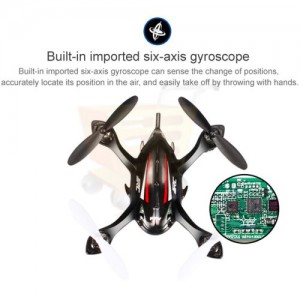 Built-in imported six-axis gyroscope
Built-in imported six-axis gyroscope can sense the change of positions,
accurately locate its position in the air, and easily take off by throwing with hands.